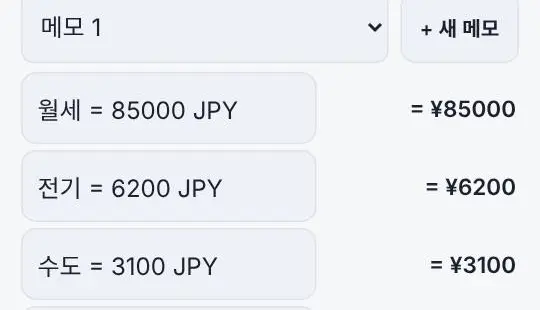 메모 1
+ 새 메모
월세 = 85000 JPY
= ¥85000
전기 = 6200 JPY
= ¥6200
수도 = 3100 JPY
= ¥3100